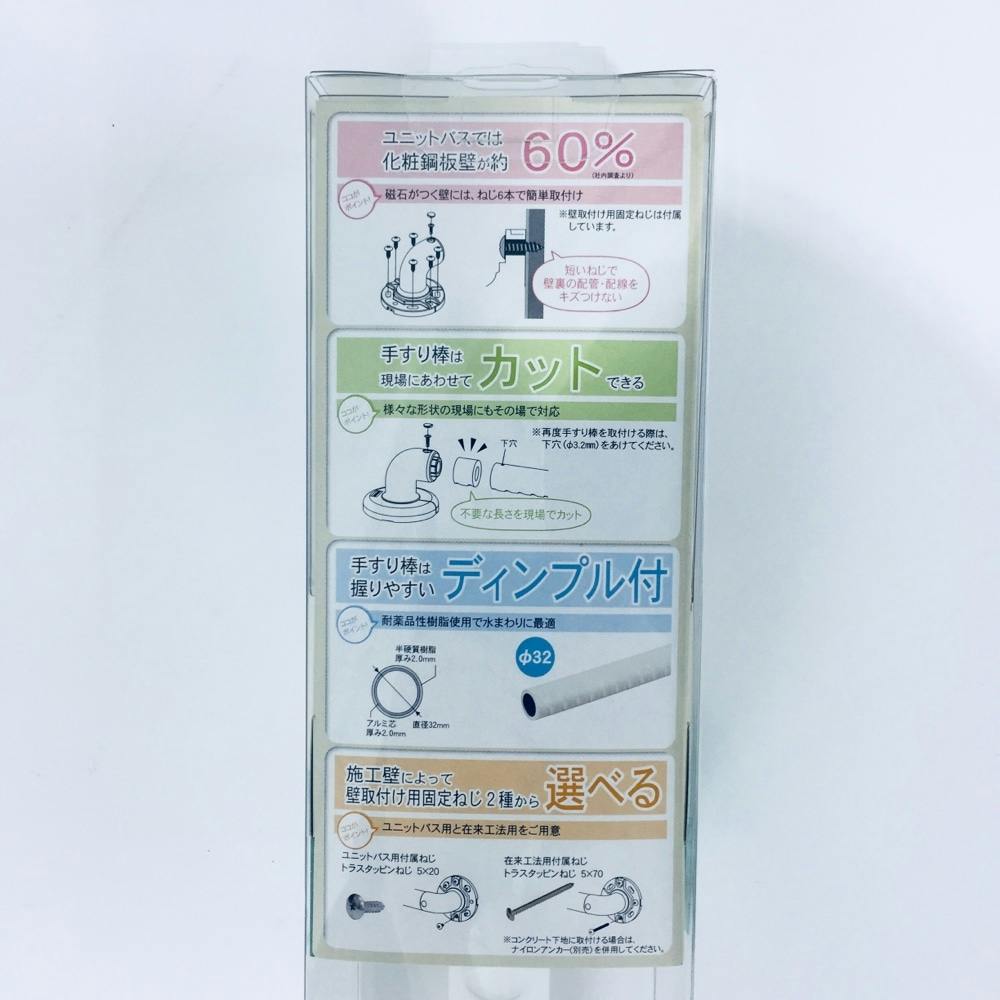 ユニットバスでは
化粧鋼板壁が約 60%
(社内調査より)
ココが
ポイント!
磁石がつく壁には、ねじ6本で簡単取付け
※壁取付け用固定ねじは付属
しています。
短いねじで
壁裏の配管・配線を
キズつけない
手すり棒は
現場にあわせて カットできる
ココが
ポイント!
様々な形状の現場にもその場で対応
※再度手すり棒を取付ける際は、
下穴(φ3.2mm)をあけてください。
下穴
不要な長さを現場でカット
手すり棒は
握りやすい ディンプル付
ココが
ポイント!
耐薬品性樹脂使用で水まわりに最適
半硬質樹脂
厚み2.0mm
φ32
アルミ芯
厚み2.0mm
直径32mm
施工壁によって
壁取付け用固定ねじ2種から 選べる
ココが
ポイント!
ユニットバス用と在来工法用をご用意
ユニットバス用付属ねじ
トラスタッピンねじ 5×20
在来工法用付属ねじ
トラスタッピンねじ 5×70
※コンクリート下地に取付ける場合は、
ナイロンアンカー(別売)を併用してください。